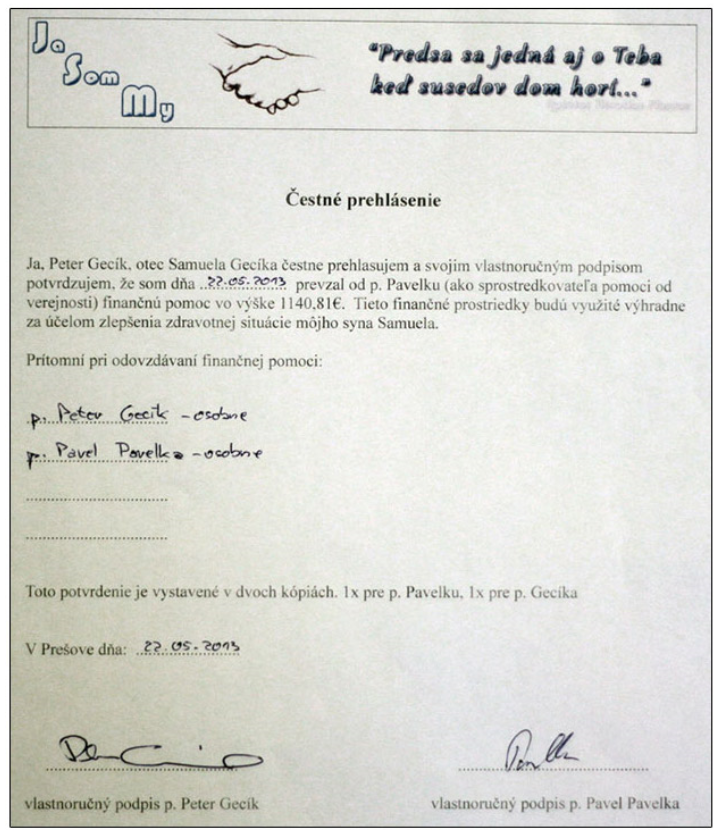 Ja
Som
My
"Predsa sa jedná aj o Teba
keď susedov dom horí..."
Čestné prehlásenie
Ja, Peter Gecík, otec Samuela Gecíka čestne prehlasujem a svojim vlastnoručným podpisom
potvrdzujem, že som dňa 22.05.2013 prevzal od p. Pavelku (ako sprostredkovateľa pomoci od
verejnosti) finančnú pomoc vo výške 1140,81€. Tieto finančné prostriedky budú využité výhradne
za účelom zlepšenia zdravotnej situácie môjho syna Samuela.
Prítomní pri odovzdávaní finančnej pomoci:
p. Peter Gecik - osobne
p. Pavel Pavelka - osobne
Toto potvrdenie je vystavené v dvoch kópiách. 1x pre p. Pavelku, 1x pre p. Gecíka
V Prešove dňa: 22.05.2013
vlastnoručný podpis p. Peter Gecík
vlastnoručný podpis p. Pavel Pavelka